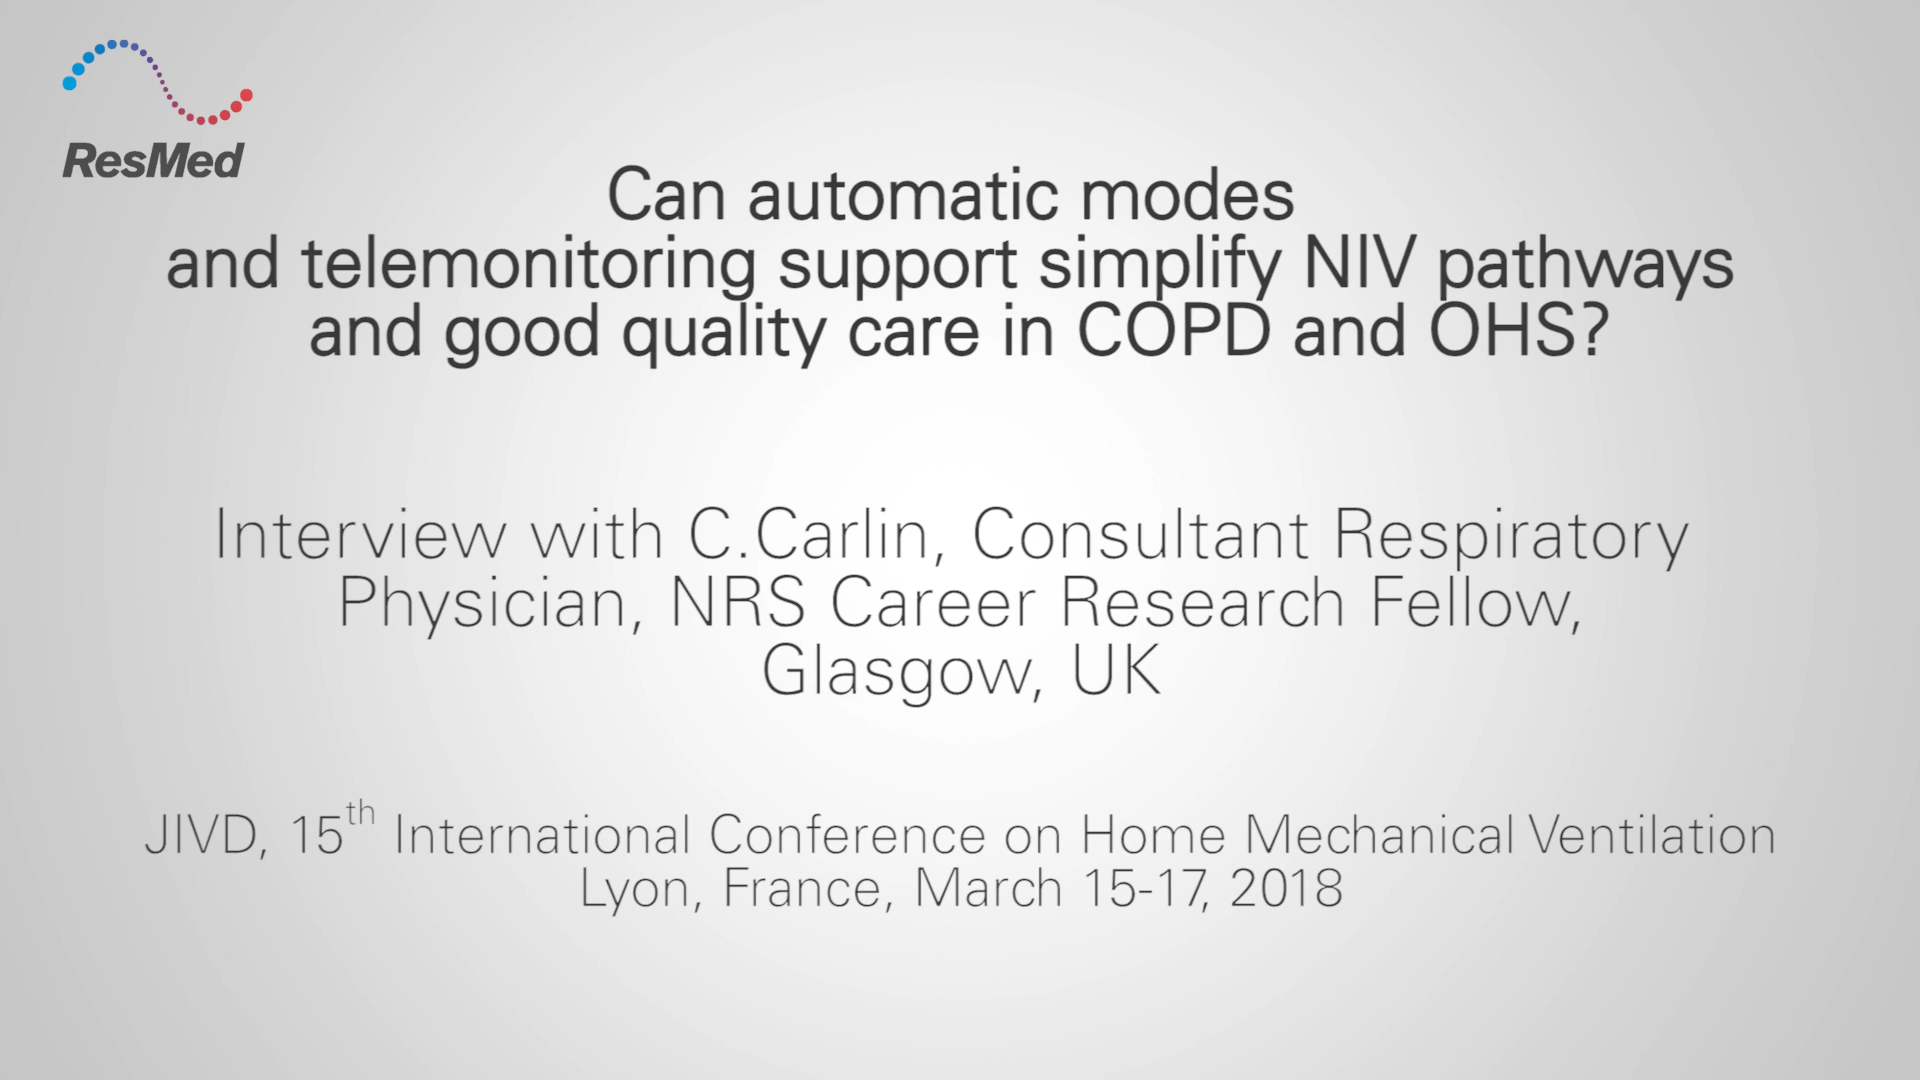 ResMed
Can automatic modes
and telemonitoring support simplify NIV pathways
and good quality care in COPD and OHS?
Interview with C.Carlin, Consultant Respiratory
Physician, NRS Career Research Fellow,
Glasgow, UK
JIVD, 15th International Conference on Home Mechanical Ventilation
Lyon, France, March 15-17, 2018